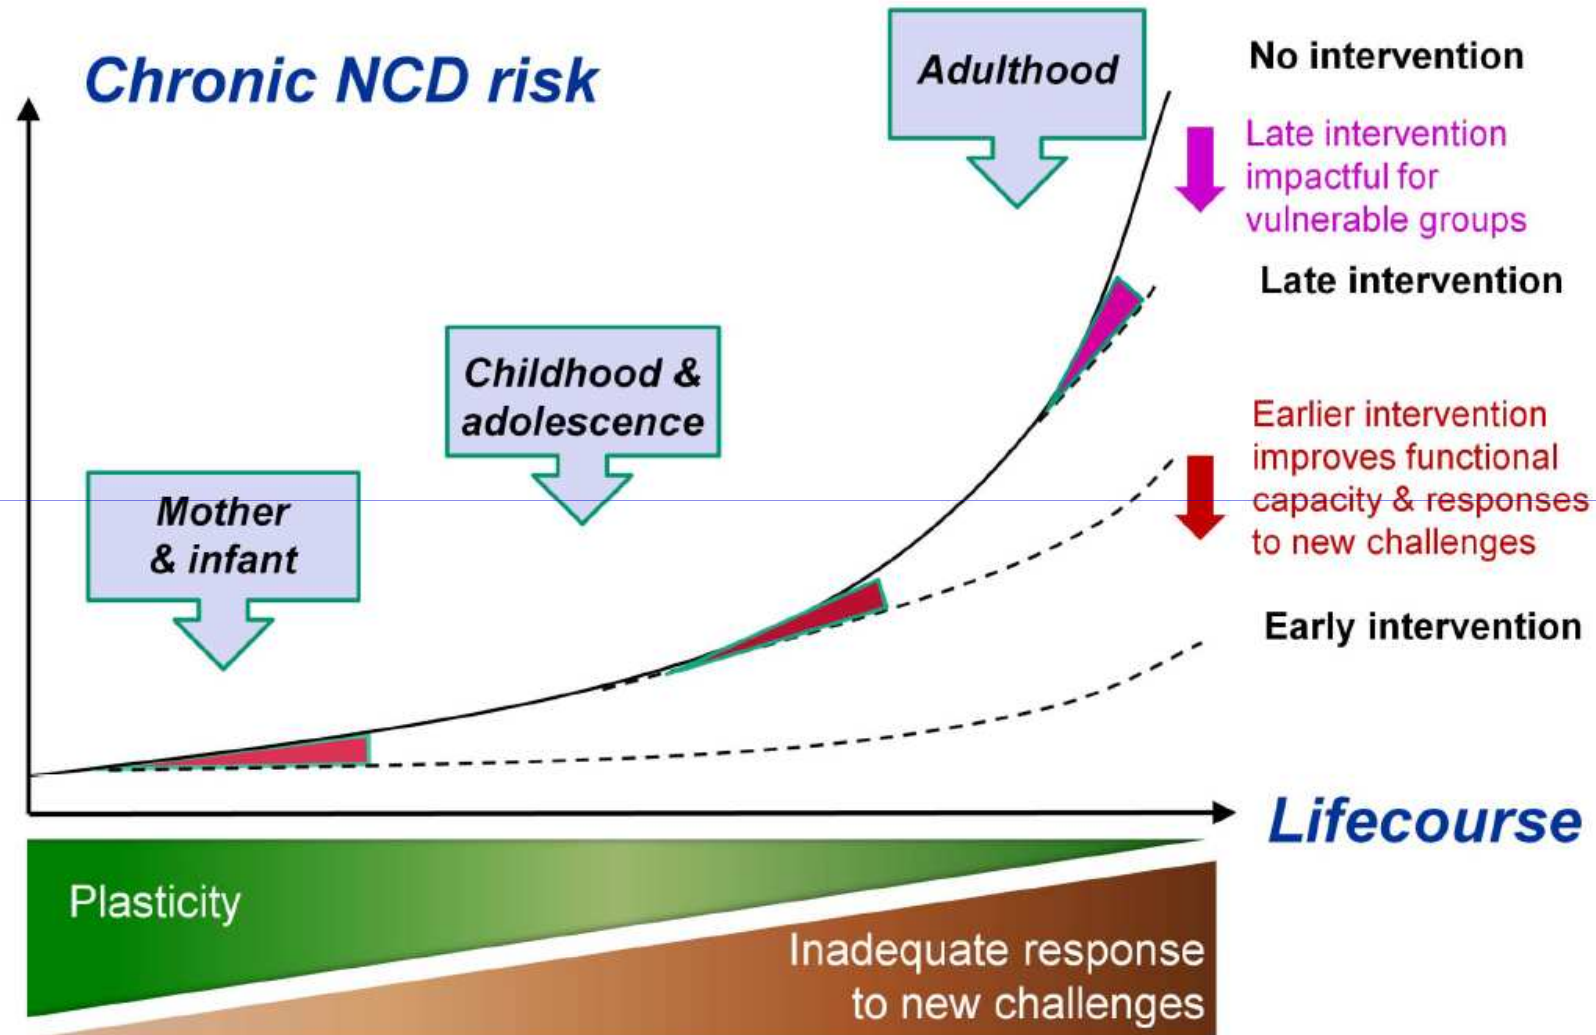 Chronic NCD risk
Adulthood
No intervention
Late intervention
impactful for
vulnerable groups
Late intervention
Childhood &
adolescence
Earlier intervention
improves functional
capacity & responses
to new challenges
Mother
& infant
Early intervention
Lifecourse
Plasticity
Inadequate response
to new challenges